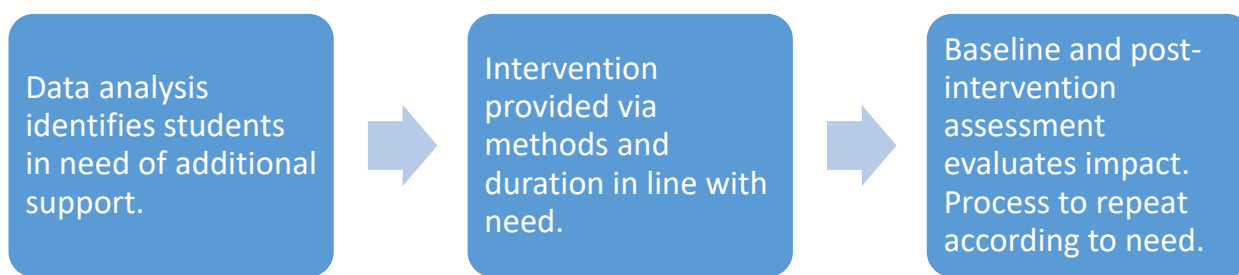 Data analysis
identifies students
in need of additional
support.
Intervention
provided via
methods and
duration in line with
need.
Baseline and post-
intervention
assessment
evaluates impact.
Process to repeat
according to need.